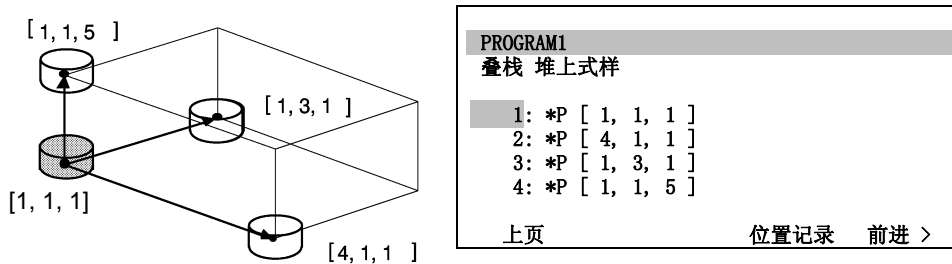 [ 1, 1, 5 ]
[ 1, 3, 1 ]
[1, 1, 1]
[4, 1, 1 ]
PROGRAM1
叠栈 堆上式样
1: *P [ 1, 1, 1 ]
2: *P [ 4, 1, 1 ]
3: *P [ 1, 3, 1 ]
4: *P [ 1, 1, 5 ]
上页 位置记录 前进 >